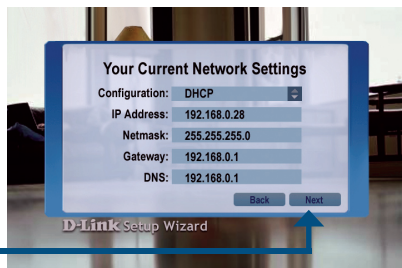 Your Current Network Settings
Configuration: DHCP
IP Address: 192.168.0.28
Netmask: 255.255.255.0
Gateway: 192.168.0.1
DNS: 192.168.0.1
Back Next
D-Link Setup Wizard